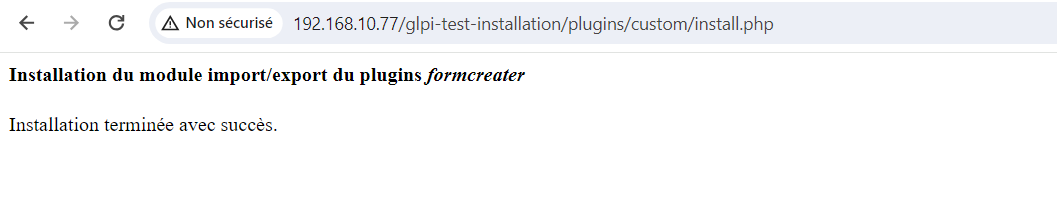 Non sécurisé 192.168.10.77/glpi-test-installation/plugins/custom/install.php
Installation du module import/export du plugins formcreater
Installation terminée avec succès.